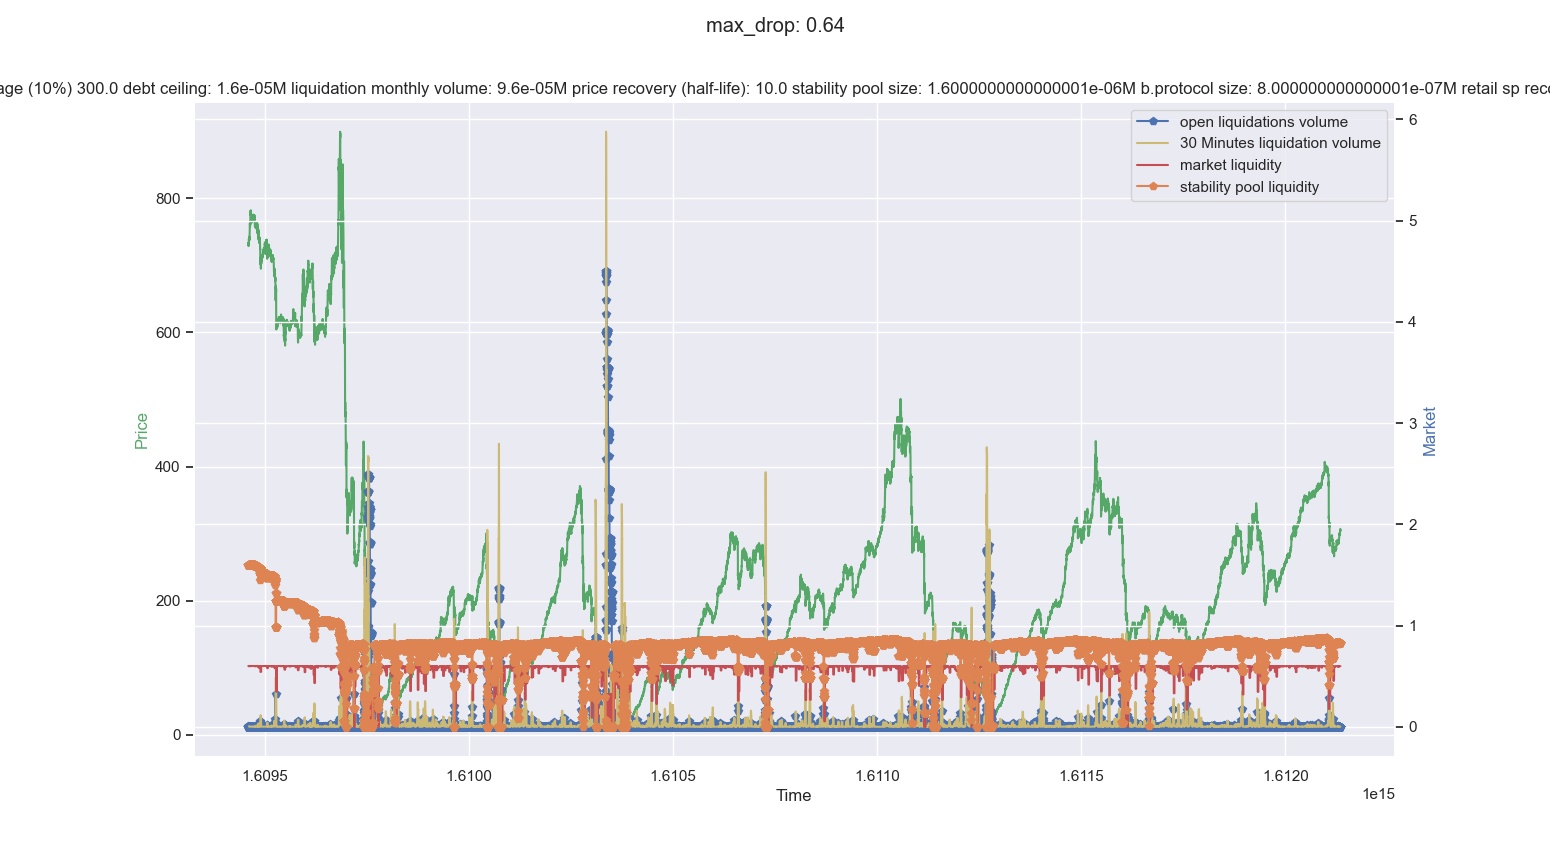 max_drop: 0.64
age (10%) 300.0 debt ceiling: 1.6e-05M liquidation monthly volume: 9.6e-05M price recovery (half-life): 10.0 stability pool size: 1.6000000000000001e-06M b.protocol size: 8.000000000000001e-07M retail sp reco
open liquidations volume
30 Minutes liquidation volume
market liquidity
stability pool liquidity
Price
800
600
400
200
0
6
5
4
3
2
1
0
Market
1.6095 1.6100 1.6105 1.6110 1.6115 1.6120
1e15
Time